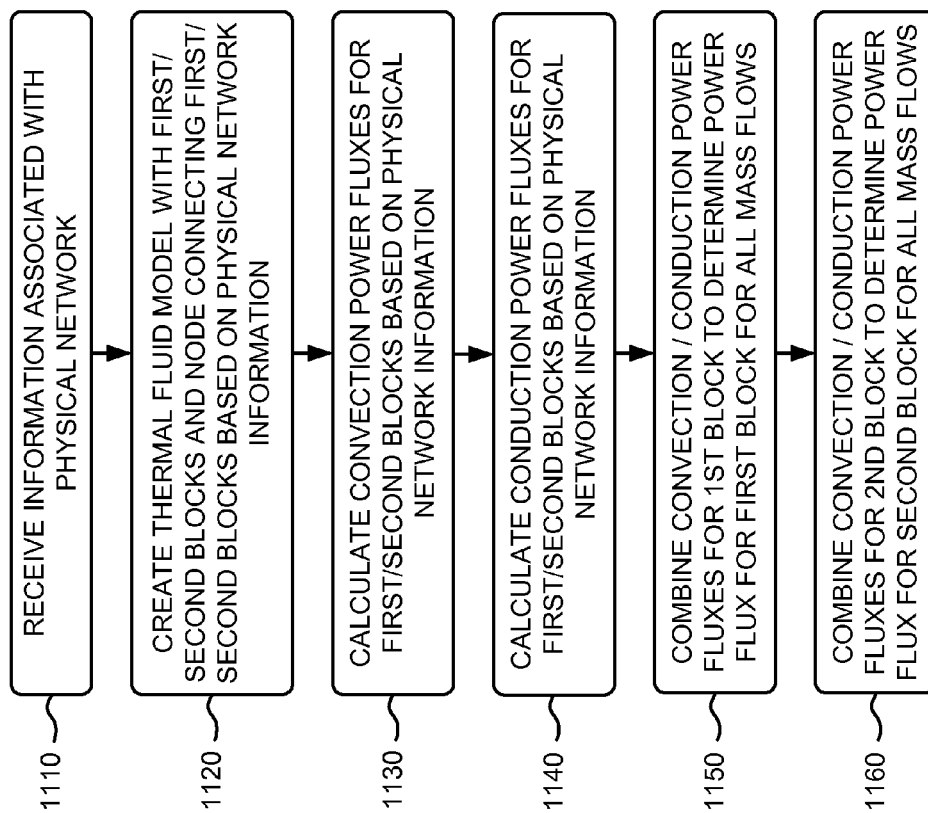 1110
RECEIVE INFORMATION ASSOCIATED WITH
PHYSICAL NETWORK
1120
CREATE THERMAL FLUID MODEL WITH FIRST/
SECOND BLOCKS AND NODE CONNECTING FIRST/
SECOND BLOCKS BASED ON PHYSICAL NETWORK
INFORMATION
1130
CALCULATE CONVECTION POWER FLUXES FOR
FIRST/SECOND BLOCKS BASED ON PHYSICAL
NETWORK INFORMATION
1140
CALCULATE CONDUCTION POWER FLUXES FOR
FIRST/SECOND BLOCKS BASED ON PHYSICAL
NETWORK INFORMATION
1150
COMBINE CONVECTION / CONDUCTION POWER
FLUXES FOR 1ST BLOCK TO DETERMINE POWER
FLUX FOR FIRST BLOCK FOR ALL MASS FLOWS
1160
COMBINE CONVECTION / CONDUCTION POWER
FLUXES FOR 2ND BLOCK TO DETERMINE POWER
FLUX FOR SECOND BLOCK FOR ALL MASS FLOWS